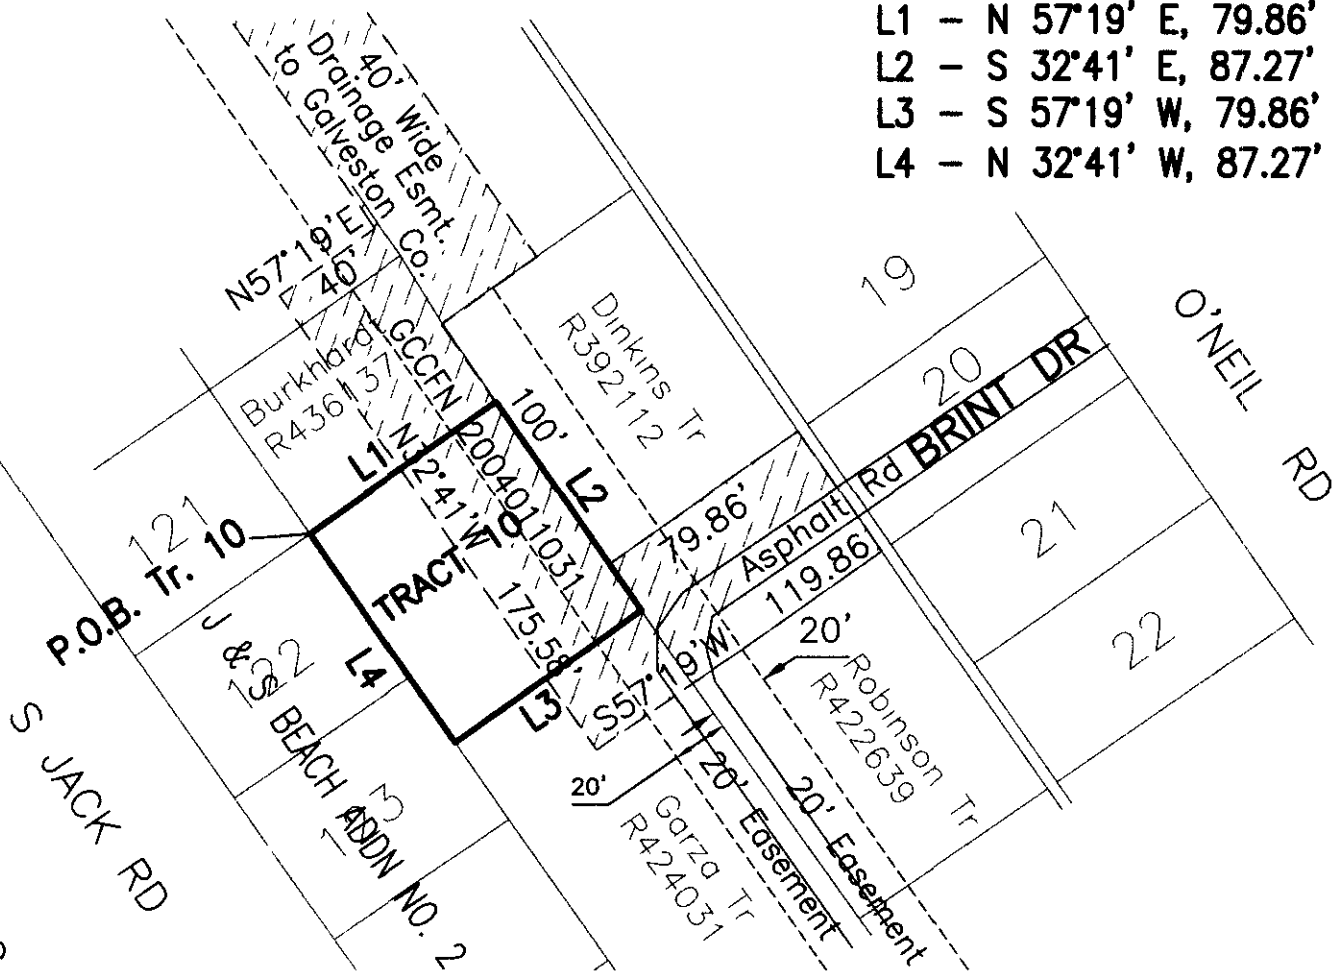 L1 - N 57°19' E, 79.86'
L2 - S 32°41' E, 87.27'
L3 - S 57°19' W, 79.86'
L4 - N 32°41' W, 87.27'
40' Wide
Drainage Esmt.
to Galveston Co.
N57°19'E
40'
Burkhardt
R436137
GCCFN 2004011031
N32°41'W 175.58'
Dinkins Tr
R392112
100'
19
20
BRINT DR
Asphalt Rd
O'NEIL RD
21
22
L1
L2
L3
L4
TRACT 10
P.O.B. Tr. 10
121
122
123
J & S BEACH ADDN NO. 2
S JACK RD
79.86'
119.86
S57°19'W
20'
20'
Robinson Tr
R422639
Garza Tr
R424031
20' Easement
20' Easement